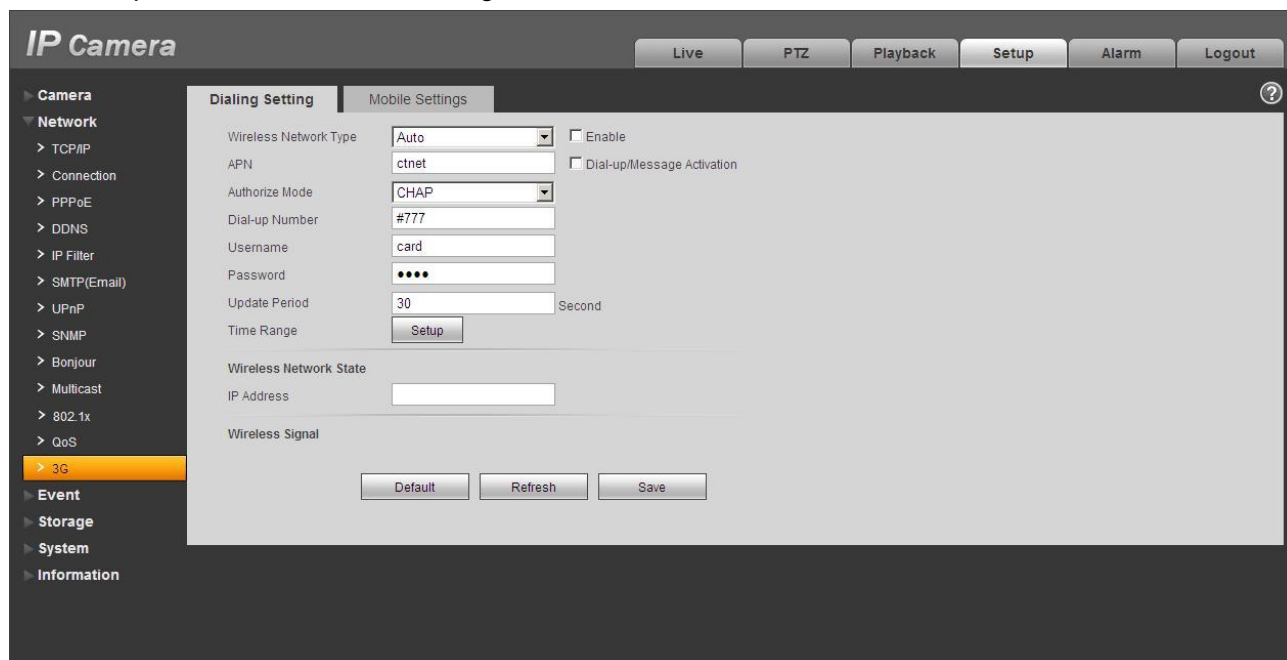 IP Camera
Live PTZ Playback Setup Alarm Logout
Camera
Network
> TCP/IP
> Connection
> PPPoE
> DDNS
> IP Filter
> SMTP(Email)
> UPnP
> SNMP
> Bonjour
> Multicast
> 802.1x
> QoS
> 3G
Event
Storage
System
Information
Dialing Setting Mobile Settings ?
Wireless Network Type Auto Enable
APN ctnet Dial-up/Message Activation
Authorize Mode CHAP
Dial-up Number #777
Username card
Password ••••
Update Period 30 Second
Time Range Setup
Wireless Network State
IP Address
Wireless Signal
Default Refresh Save